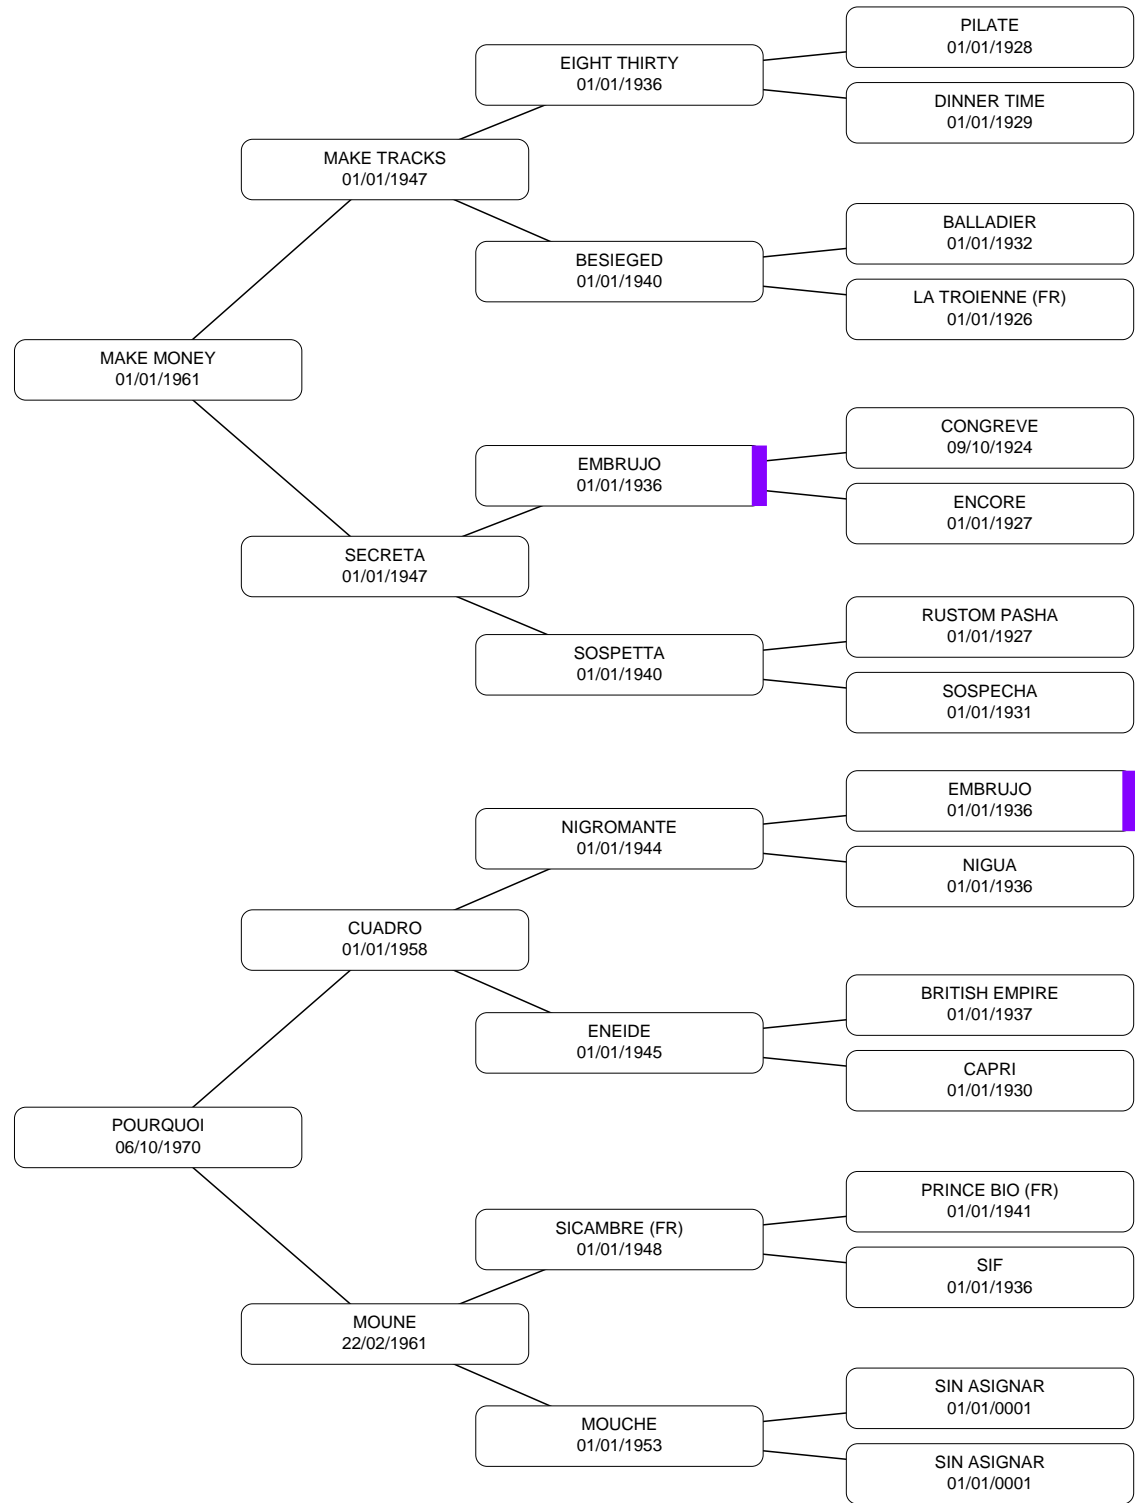 PILATE
01/01/1928
EIGHT THIRTY
01/01/1936
DINNER TIME
01/01/1929
MAKE TRACKS
01/01/1947
BALLADIER
01/01/1932
BESIEGED
01/01/1940
LA TROIENNE (FR)
01/01/1926
MAKE MONEY
01/01/1961
CONGREVE
09/10/1924
EMBRUJO
01/01/1936
ENCORE
01/01/1927
SECRETA
01/01/1947
RUSTOM PASHA
01/01/1927
SOSPETTA
01/01/1940
SOSPECHA
01/01/1931
EMBRUJO
01/01/1936
NIGROMANTE
01/01/1944
NIGUA
01/01/1936
CUADRO
01/01/1958
BRITISH EMPIRE
01/01/1937
ENEIDE
01/01/1945
CAPRI
01/01/1930
POURQUOI
06/10/1970
PRINCE BIO (FR)
01/01/1941
SICAMBRE (FR)
01/01/1948
SIF
01/01/1936
MOUNE
22/02/1961
SIN ASIGNAR
01/01/0001
MOUCHE
01/01/1953
SIN ASIGNAR
01/01/0001